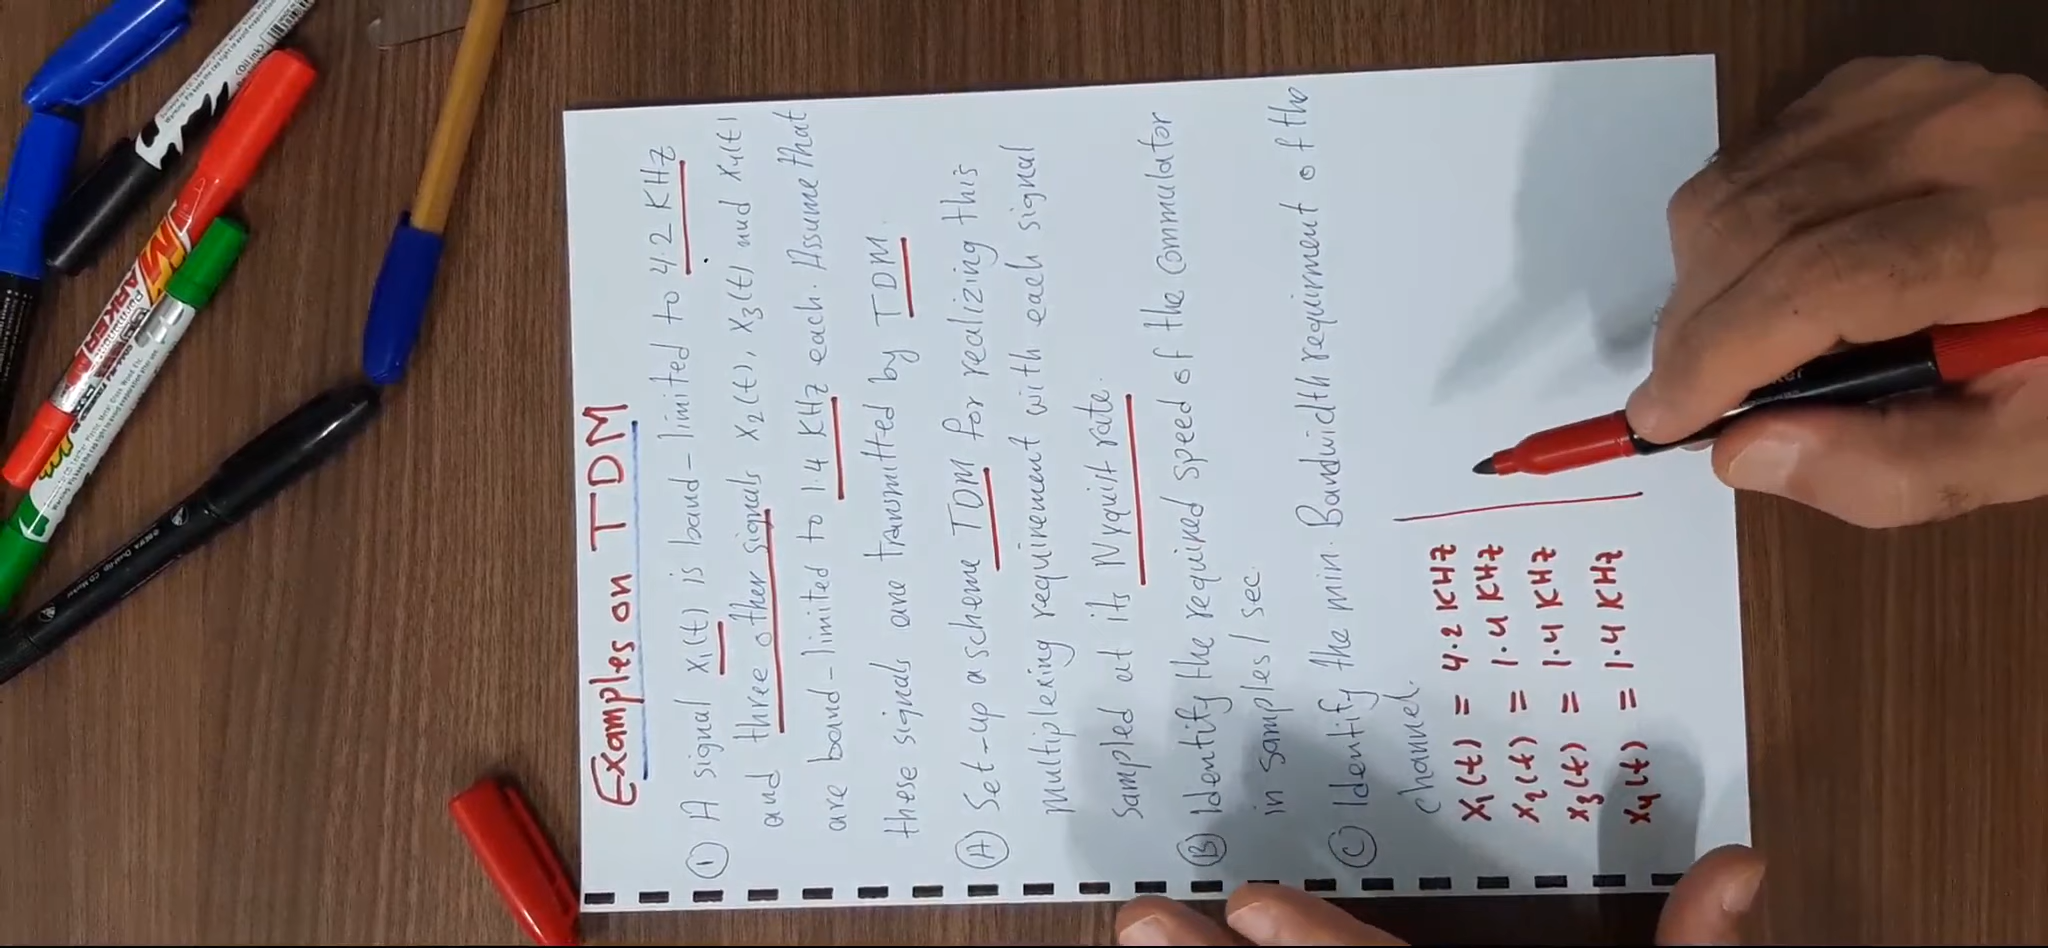 Examples on TDM
① A signal x₁(t) is band-limited to 4.2 KHz
and three other signals x₂(t), x₃(t) and x₄(t)
are band-limited to 1.4 KHz each. Assume that
these signals are transmitted by TDM.
Ⓐ Set-up a scheme TDM for realizing this
multiplexing requirement with each signal
sampled at its Nyquist rate.
Ⓑ Identify the required speed of the commutator
in samples/sec.
Ⓒ Identify the min. Bandwidth requirment of the
channel.
x₁(t) = 4.2 KHz
x₂(t) = 1.4 KHz
x₃(t) = 1.4 KHz
x₄(t) = 1.4 KHz
MARKER